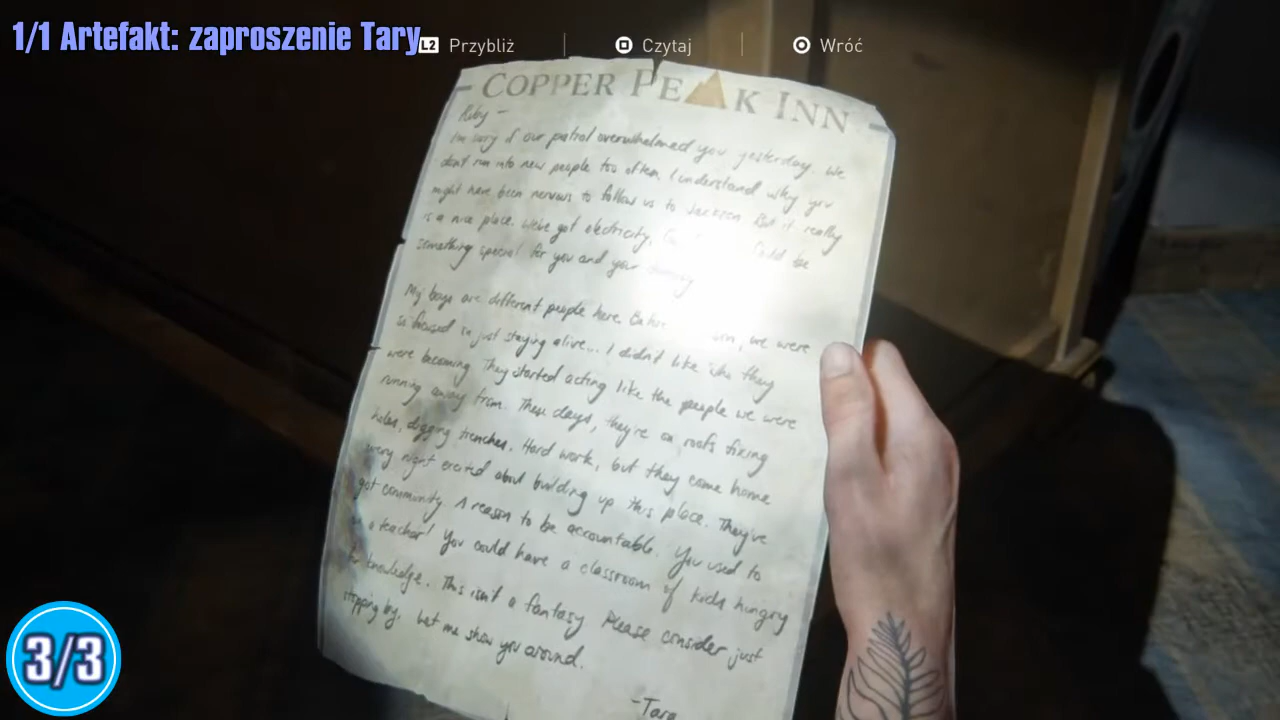 1/1 Artefakt: zaproszenie Tary
L2 Przybliż
Czytaj
Wróć
COPPER PEAK INN
Ruby -
I'm sorry if our patrol overwhelmed you yesterday. We
don't run into new people too often. I understand why you
might have been nervous to follow us to Jackson. But it really
is a nice place. We've got electricity, Could be
something special for you and your
My boys are different people here. Before we were
so focused on just staying alive... I didn't like who they
were becoming. They started acting like the people we were
running away from. These days, they're on roofs fixing
holes, digging trenches. Hard work, but they come home
every night excited about building up this place. They've
got community. A reason to be accountable. You used to
be a teacher! You could have a classroom of kids hungry
for knowledge. This isn't a fantasy. Please consider just
stopping by. Let me show you around.
-Tara
3/3